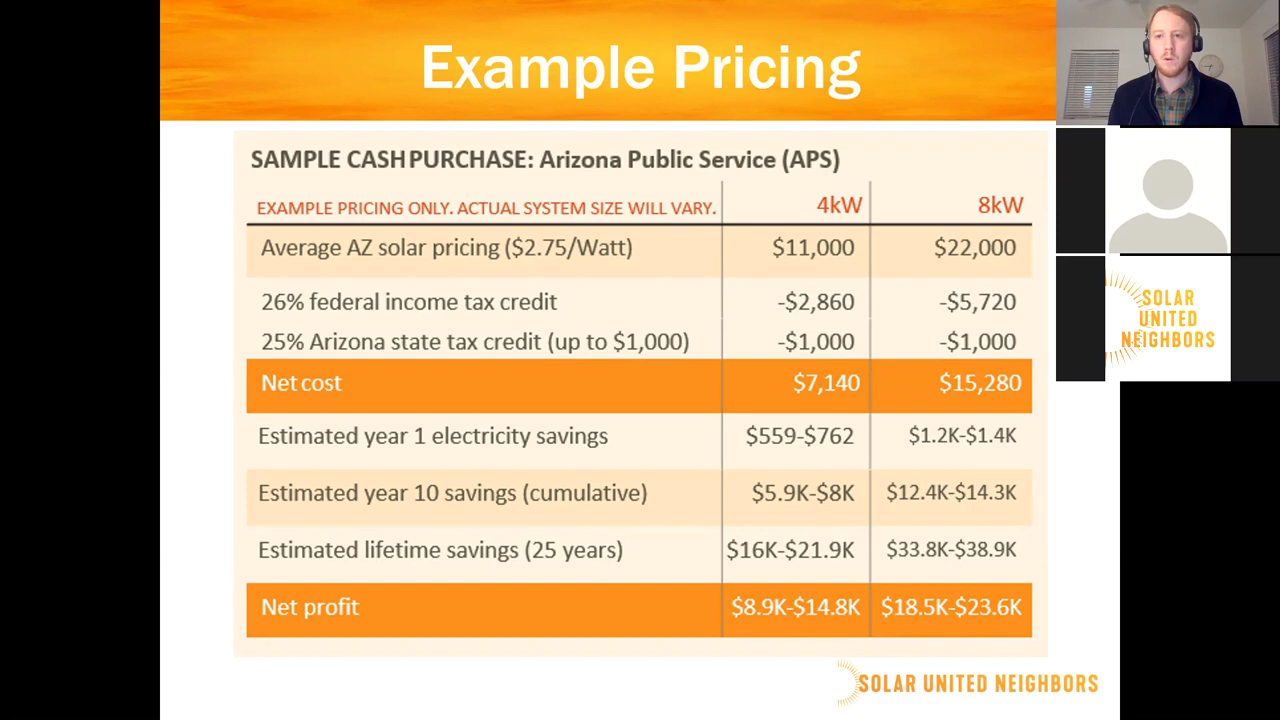 Example Pricing
SAMPLE CASH PURCHASE: Arizona Public Service (APS)
EXAMPLE PRICING ONLY. ACTUAL SYSTEM SIZE WILL VARY. 4kW 8kW
Average AZ solar pricing ($2.75/Watt) $11,000 $22,000
26% federal income tax credit -$2,860 -$5,720
25% Arizona state tax credit (up to $1,000) -$1,000 -$1,000
Net cost $7,140 $15,280
Estimated year 1 electricity savings $559-$762 $1.2K-$1.4K
Estimated year 10 savings (cumulative) $5.9K-$8K $12.4K-$14.3K
Estimated lifetime savings (25 years) $16K-$21.9K $33.8K-$38.9K
Net profit $8.9K-$14.8K $18.5K-$23.6K
SOLAR UNITED NEIGHBORS
SOLAR
UNITED
NEIGHBORS